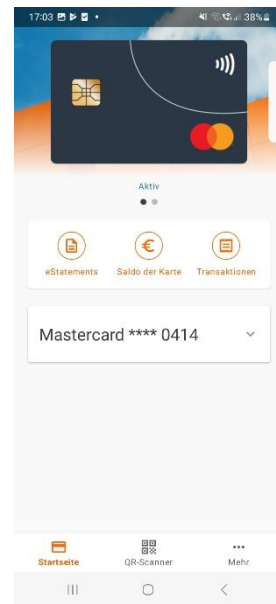 17:03 38%
Aktiv
eStatements Saldo der Karte Transaktionen
Mastercard **** 0414
Startseite QR-Scanner Mehr